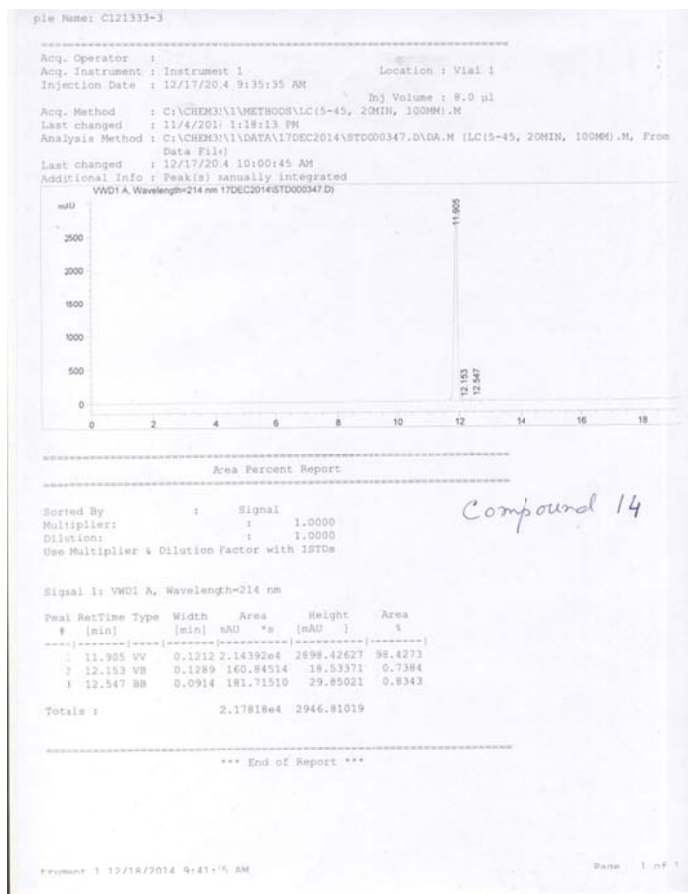 ple Name: C121333-3
Acq. Operator :
Acq. Instrument : Instrument 1 Location : Vial 1
Injection Date : 12/17/20.4 9:35:35 AM
Inj Volume : 8.0 µl
Acq. Method : C:\CHEM3!\1\METHODS\LC(5-45, 20MIN, 100MM).M
Last changed : 11/4/201 1:18:13 PM
Analysis Method : C:\CHEM3!\1\DATA\17DEC2014\STD000347.D\DA.M (LC(5-45, 20MIN, 100MM).M, From
Data File)
Last changed : 12/17/20.4 10:00:45 AM
Additional Info : Peak(s) manually integrated
VWD1 A, Wavelength=214 nm 17DEC2014\STD000347.D)
mAU
11.905
2500
2000
1500
1000
500
12.153
12.547
0
0 2 4 6 8 10 12 14 16 18
Area Percent Report
Compound 14
Sorted By : Signal
Multiplier: : 1.0000
Dilution: : 1.0000
Use Multiplier & Dilution Factor with ISTDs
Signal 1: VWD1 A, Wavelength=214 nm
Peak RetTime Type Width Area Height Area
# [min] [min] mAU *s [mAU ] %
1 11.905 VV 0.1212 2.14392e4 2898.42627 98.4273
2 12.153 VB 0.1289 160.84514 18.53371 0.7384
3 12.547 BB 0.0914 181.71510 29.85021 0.8343
Totals : 2.17818e4 2946.81019
*** End of Report ***
trument 1 12/18/2014 9:41:15 AM Page 1 of 1